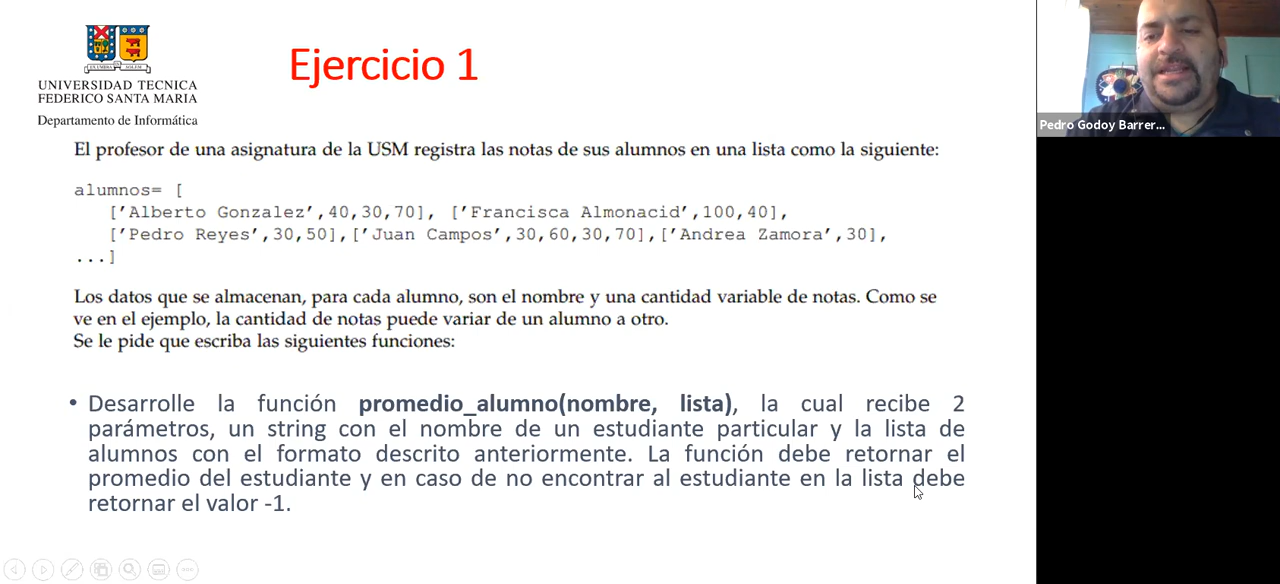 UNIVERSIDAD TECNICA
FEDERICO SANTA MARIA
Departamento de Informática
Ejercicio 1
Pedro Godoy Barrer...
El profesor de una asignatura de la USM registra las notas de sus alumnos en una lista como la siguiente:
alumnos= [
['Alberto Gonzalez',40,30,70], ['Francisca Almonacid',100,40],
['Pedro Reyes',30,50],['Juan Campos',30,60,30,70],['Andrea Zamora',30],
...]
Los datos que se almacenan, para cada alumno, son el nombre y una cantidad variable de notas. Como se
ve en el ejemplo, la cantidad de notas puede variar de un alumno a otro.
Se le pide que escriba las siguientes funciones:
• Desarrolle la función promedio_alumno(nombre, lista), la cual recibe 2
parámetros, un string con el nombre de un estudiante particular y la lista de
alumnos con el formato descrito anteriormente. La función debe retornar el
promedio del estudiante y en caso de no encontrar al estudiante en la lista debe
retornar el valor -1.